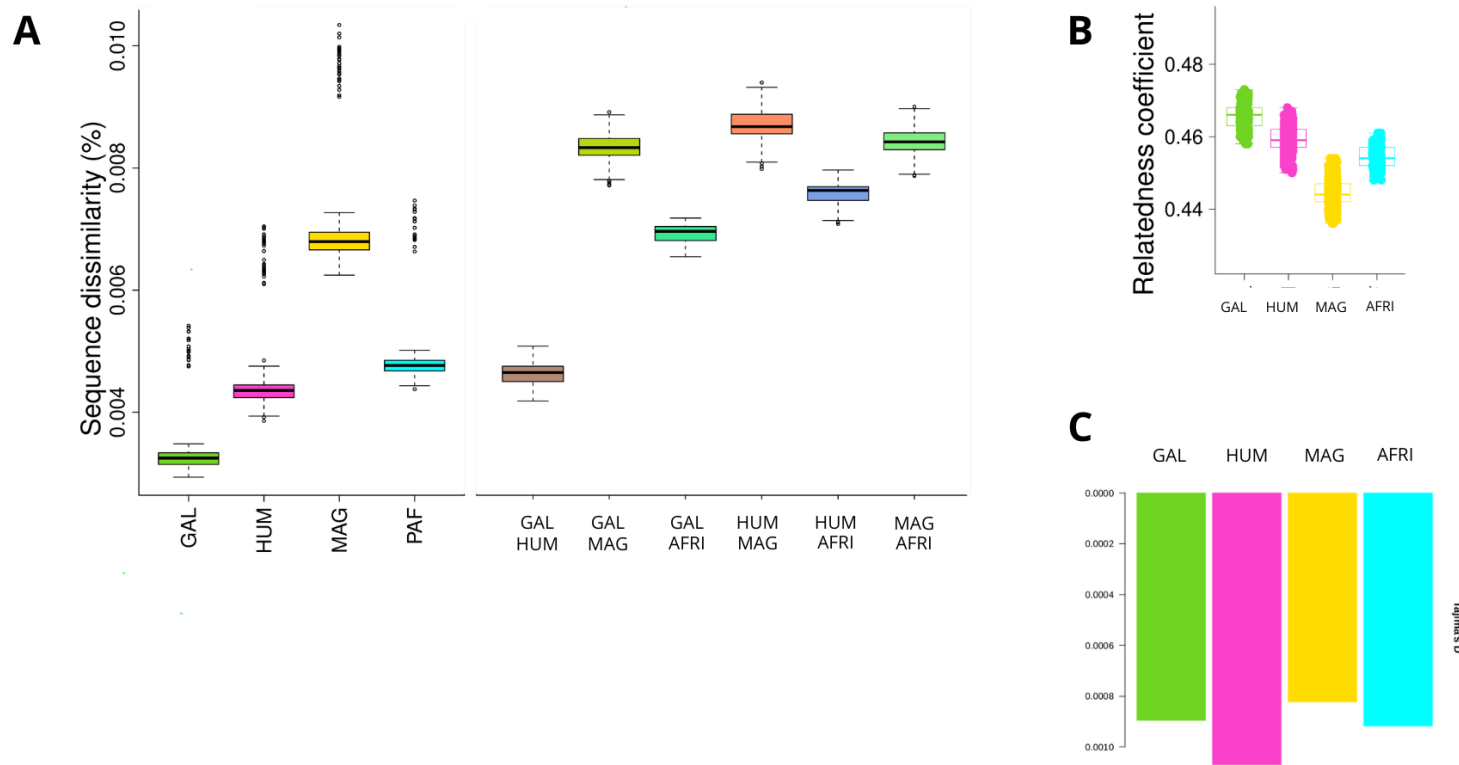 A
Sequence dissimilarity (%)
0.010
0.008
0.006
0.004
GAL
HUM
MAG
PAF
GAL
HUM
GAL
MAG
GAL
AFRI
HUM
MAG
HUM
AFRI
MAG
AFRI
B
Relatedness coefficient
0.48
0.46
0.44
GAL
HUM
MAG
AFRI
C
GAL
HUM
MAG
AFRI
0.0000
0.0002
0.0004
0.0006
0.0008
0.0010